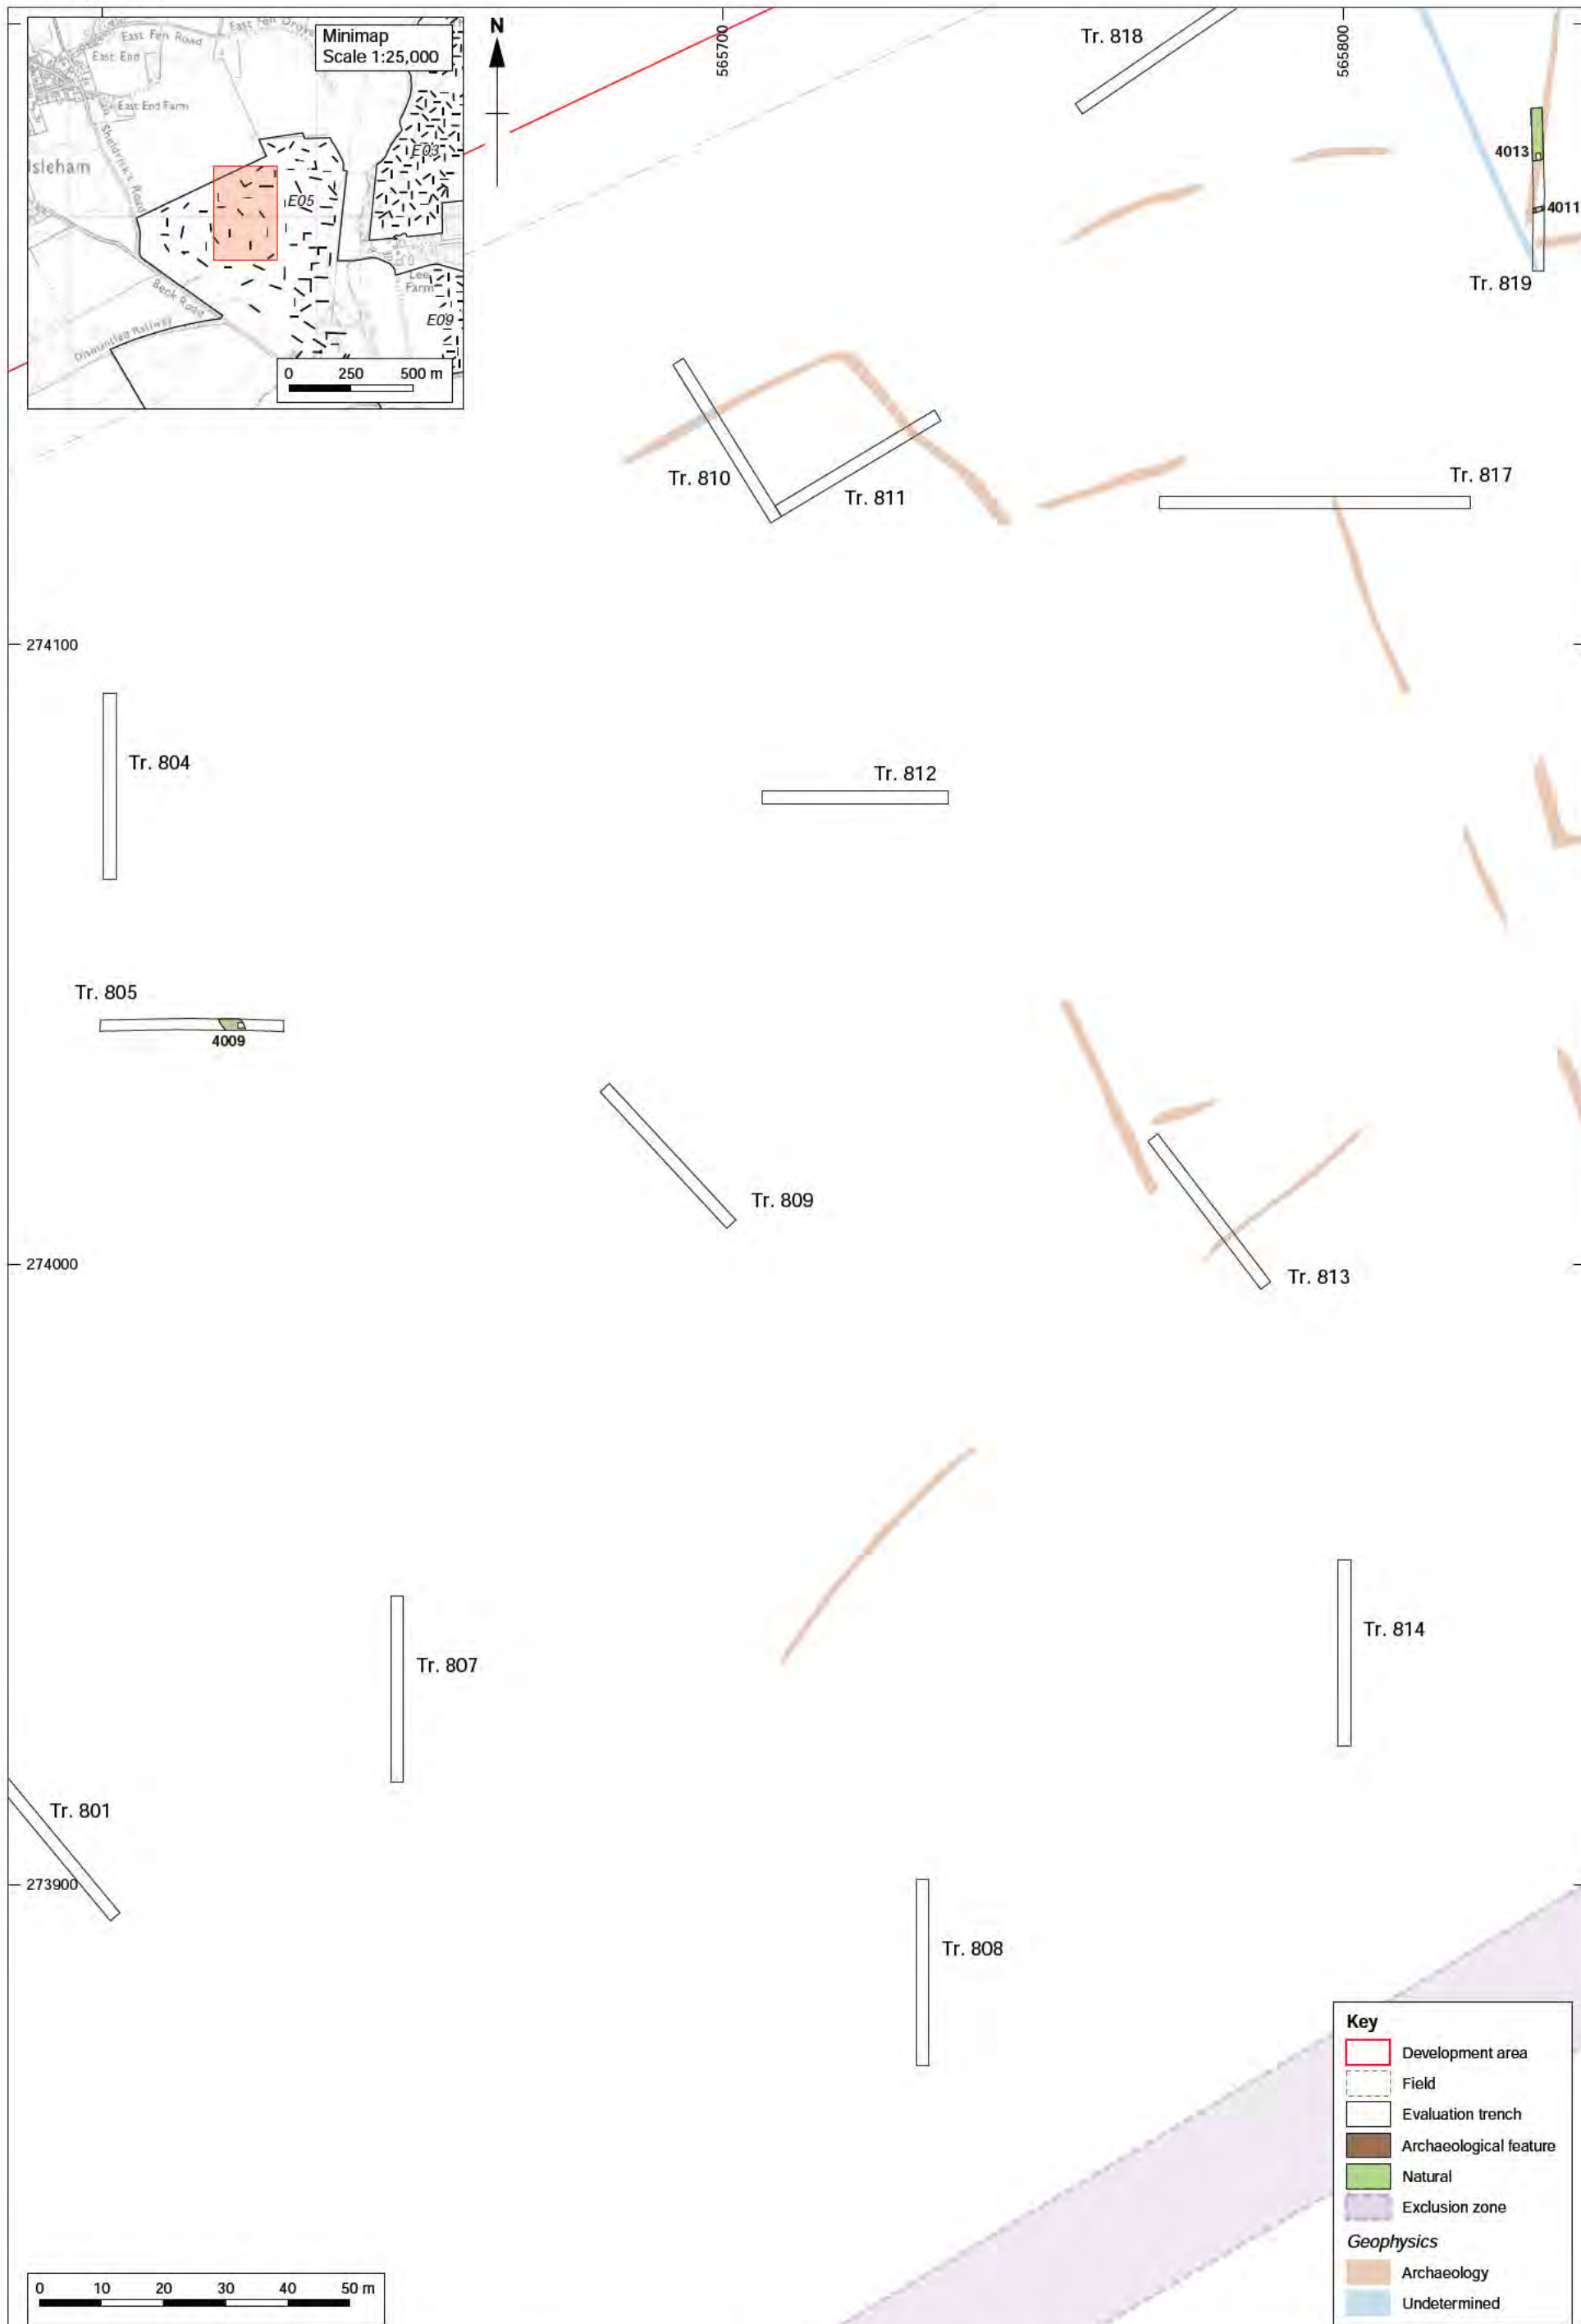 East Fen Road
East Fen Drove
East End
East End Farm
Sheldrick's Road
Isleham
Beck Road
Dismantled Railway
E03
E05
Lee
Farm
E09
Minimap
Scale 1:25,000
0 250 500 m
N
565700
565800
Tr. 818
4013
4011
Tr. 819
Tr. 810
Tr. 811
Tr. 817
274100
Tr. 804
Tr. 812
Tr. 805
4009
Tr. 809
274000
Tr. 813
Tr. 807
Tr. 814
Tr. 801
273900
Tr. 808
Key
Development area
Field
Evaluation trench
Archaeological feature
Natural
Exclusion zone
Geophysics
Archaeology
Undetermined
0 10 20 30 40 50 m